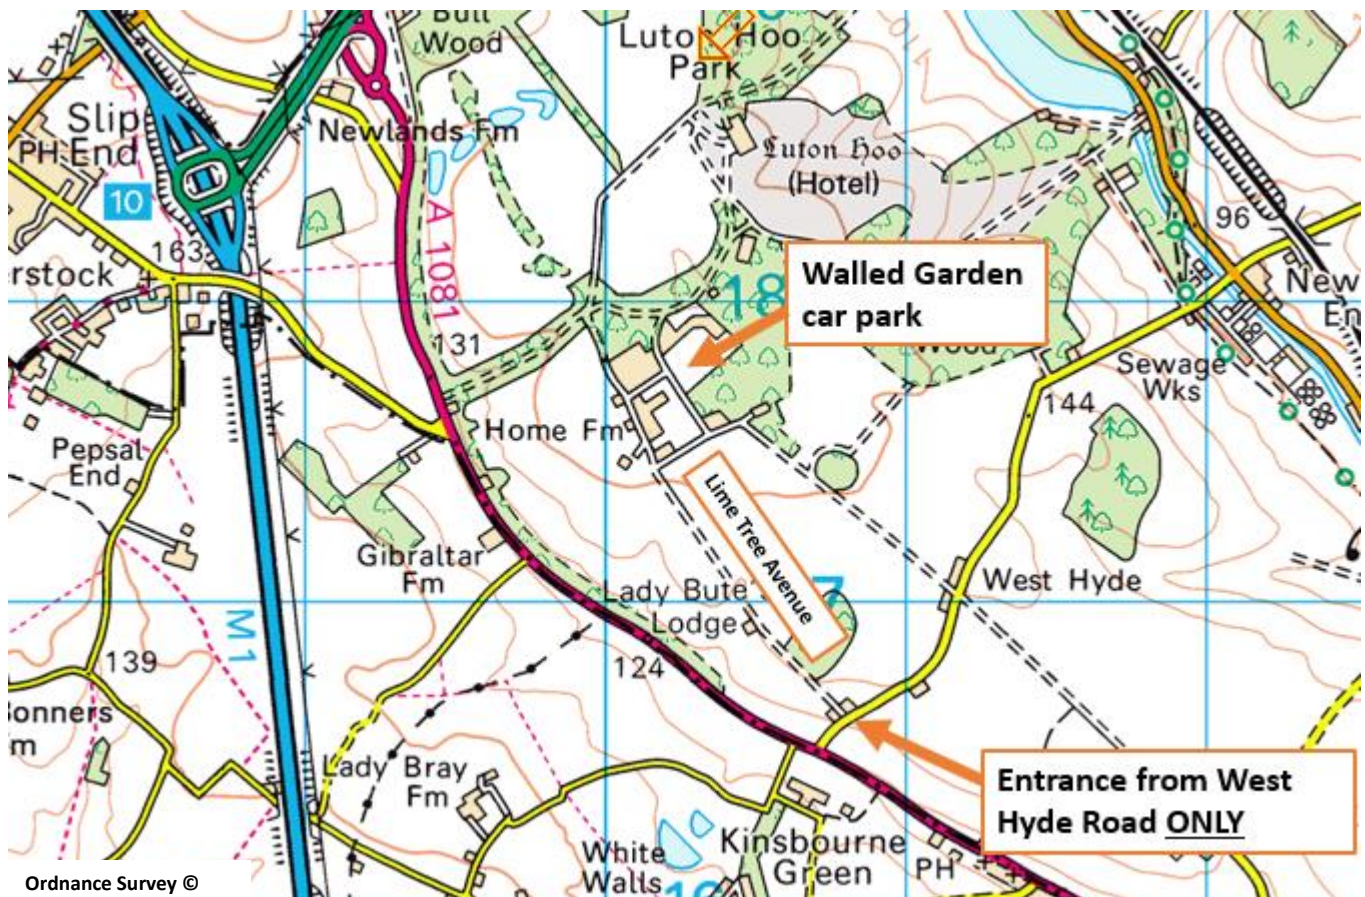 Bull
Wood
Luton Hoo
Park
Slip
End
PH
Newlands Fm
Luton Hoo
(Hotel)
10
A 1081
163
96
erstock
Walled Garden
car park
18
New
En
131
Wood
Sewage
Wks
144
Home Fm
Pepsal
End
Lime Tree Avenue
Gibraltar
Fm
West Hyde
Lady Bute's
Lodge
7
M1
139
124
onners
m
Lady Bray
Fm
Entrance from West
Hyde Road ONLY
Kinsbourne
Green
White
Walls
PH
Ordnance Survey ©